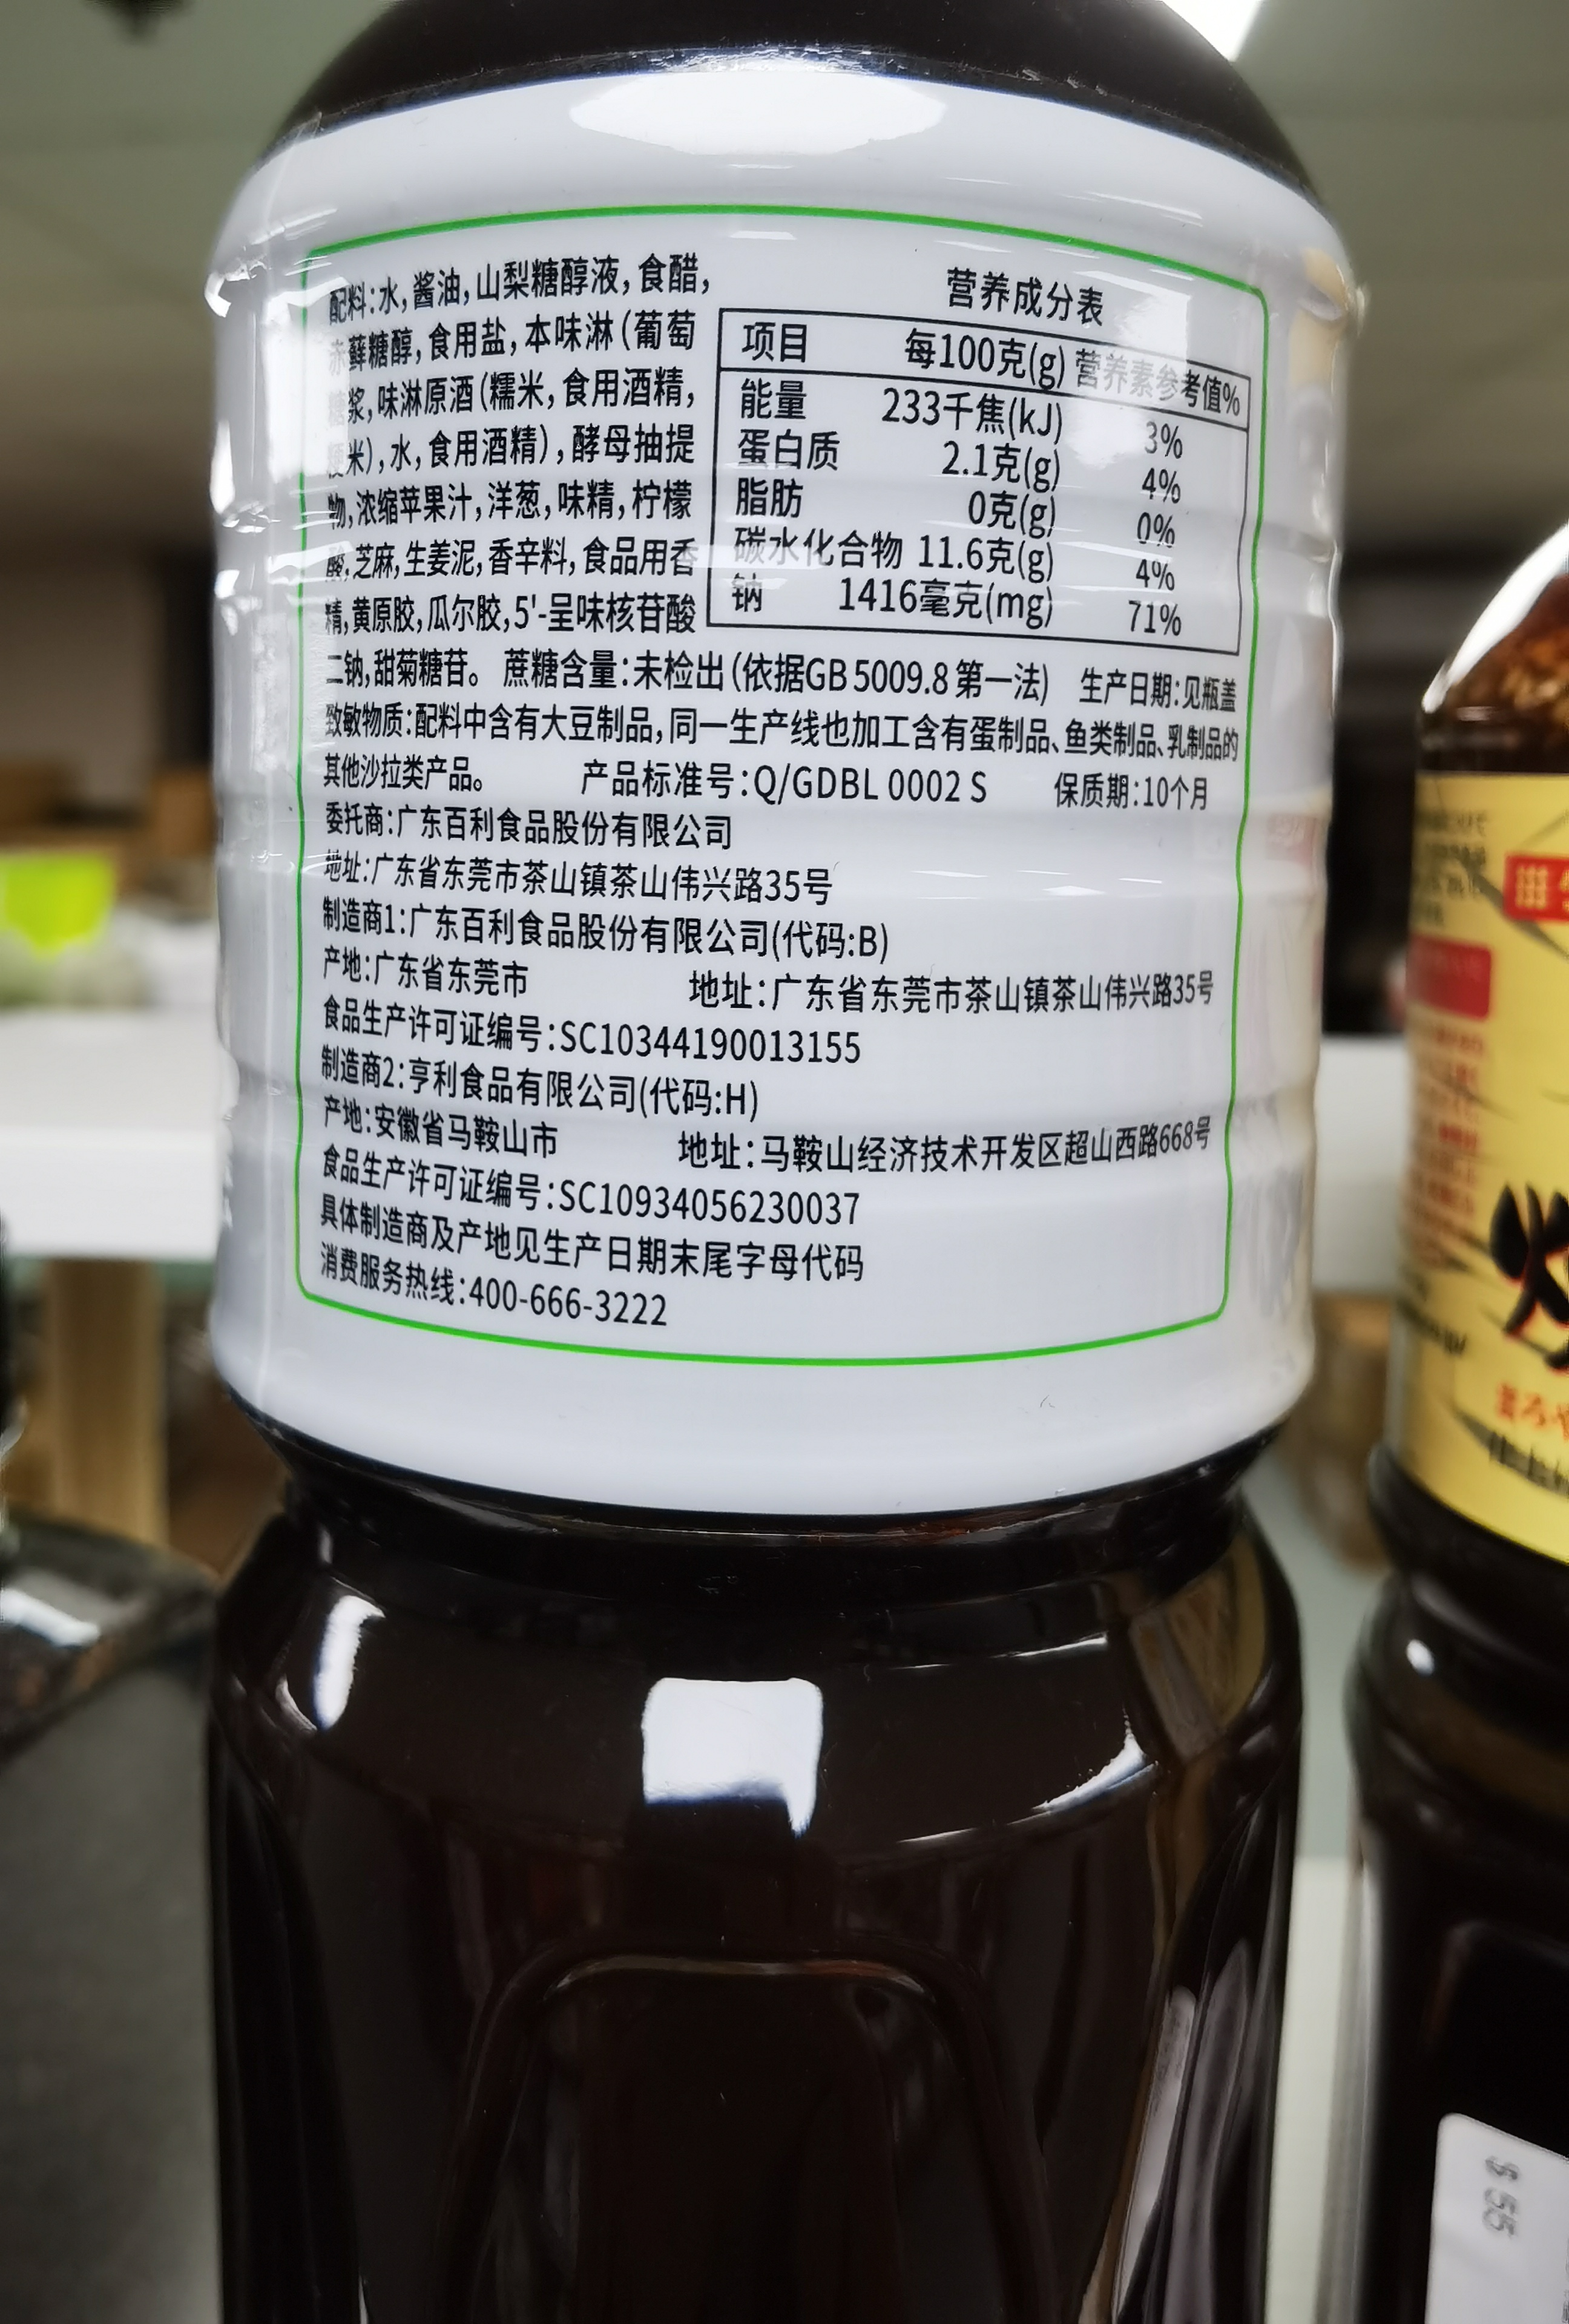 配料:水,酱油,山梨糖醇液,食醋,
赤藓糖醇,食用盐,本味淋(葡萄
糖浆,味淋原酒(糯米,食用酒精,
粳米),水,食用酒精),酵母抽提
物,浓缩苹果汁,洋葱,味精,柠檬
酸,芝麻,生姜泥,香辛料,食品用香
精,黄原胶,瓜尔胶,5'-呈味核苷酸
二钠,甜菊糖苷。 蔗糖含量:未检出(依据GB 5009.8第一法) 生产日期:见瓶盖
营养成分表
项目 每100克(g) 营养素参考值%
能量 233千焦(kJ) 3%
蛋白质 2.1克(g) 4%
脂肪 0克(g) 0%
碳水化合物 11.6克(g) 4%
钠 1416毫克(mg) 71%
致敏物质:配料中含有大豆制品,同一生产线也加工含有蛋制品、鱼类制品、乳制品的
其他沙拉类产品。 产品标准号:Q/GDBL 0002 S 保质期:10个月
委托商:广东百利食品股份有限公司
地址:广东省东莞市茶山镇茶山伟兴路35号
制造商1:广东百利食品股份有限公司(代码:B)
产地:广东省东莞市 地址:广东省东莞市茶山镇茶山伟兴路35号
食品生产许可证编号:SC10344190013155
制造商2:亨利食品有限公司(代码:H)
产地:安徽省马鞍山市 地址:马鞍山经济技术开发区超山西路668号
食品生产许可证编号:SC10934056230037
具体制造商及产地见生产日期末尾字母代码
消费服务热线:400-666-3222
$ 55